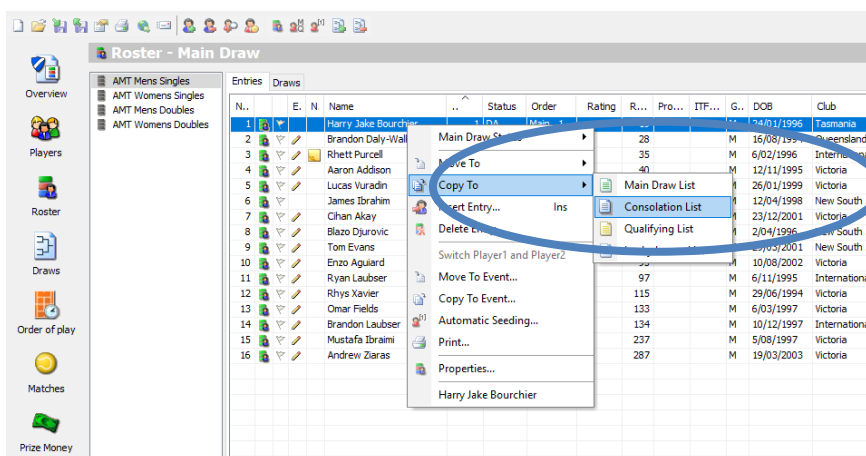 Roster - Main Draw
Overview
Players
Roster
Draws
Order of play
Matches
Prize Money
AMT Mens Singles
AMT Womens Singles
AMT Mens Doubles
AMT Womens Doubles
Entries Draws
N.. E. N Name .. Status Order Rating R... Pro... ITF... G.. DOB Club
1 Harry Jake Bourchier 1 DA Main 1 M 24/01/1996 Tasmania
2 Brandon Daly-Wall 28 M 16/08/1994 Queensland
3 Rhett Purcell 35 M 6/02/1996 Internationa
4 Aaron Addison 40 M 12/11/1995 Victoria
5 Lucas Vuradin M 26/01/1999 Victoria
6 James Ibrahim M 12/04/1998 New South
7 Cihan Akay M 23/12/2001 Victoria
8 Blazo Djurovic M 2/04/1996 New South
9 Tom Evans M /2001 New South
10 Enzo Aguiard 93 M 10/08/2002 Victoria
11 Ryan Laubser 97 M 6/11/1995 Internationa
12 Rhys Xavier 115 M 29/06/1994 Victoria
13 Omar Fields 133 M 6/03/1997 Victoria
14 Brandon Laubser 134 M 10/12/1997 Internationa
15 Mustafa Ibraimi 237 M 5/08/1997 Victoria
16 Andrew Ziaras 287 M 19/03/2003 Victoria
Main Draw Status
Move To
Copy To
Insert Entry... Ins
Delete
Switch Player1 and Player2
Move To Event...
Copy To Event...
Automatic Seeding...
Print...
Properties...
Harry Jake Bourchier
Main Draw List
Consolation List
Qualifying List